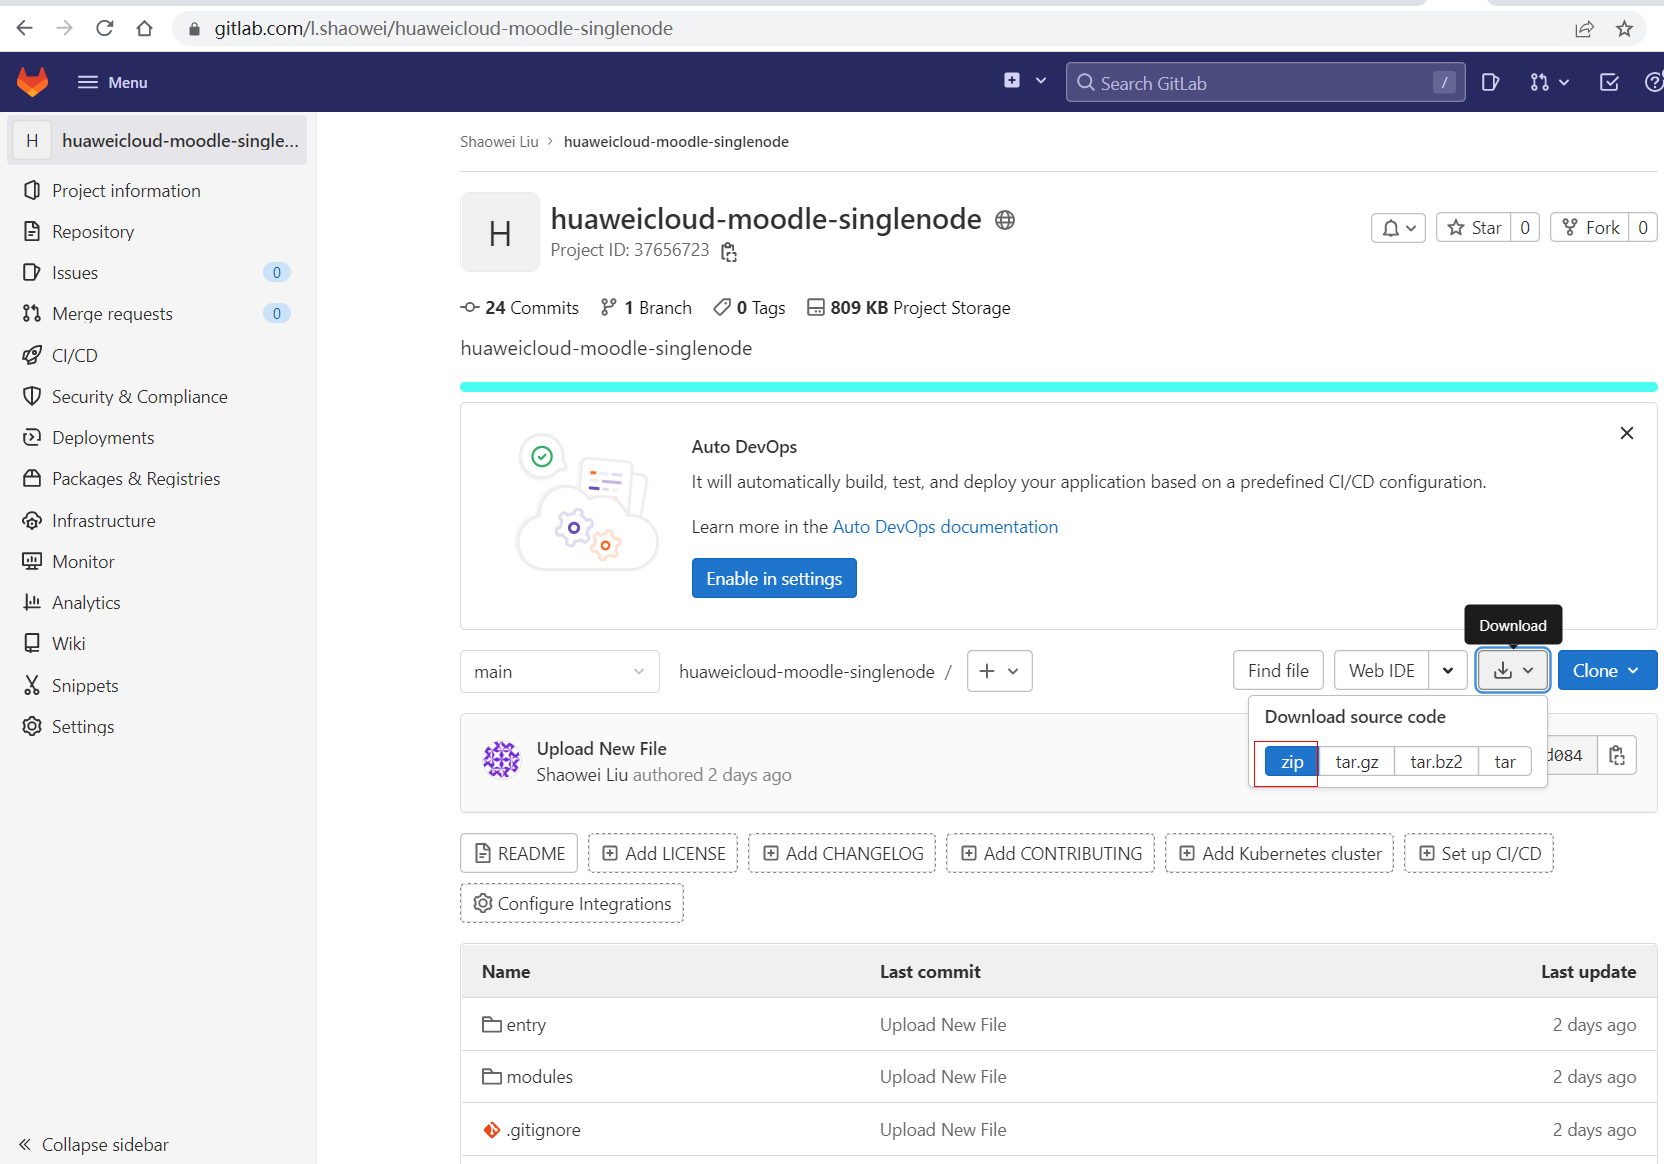 gitlab.com/l.shaowei/huaweicloud-moodle-singlenode
Menu
Search GitLab
/
H
huaweicloud-moodle-single...
Project information
Repository
Issues 0
Merge requests 0
CI/CD
Security & Compliance
Deployments
Packages & Registries
Infrastructure
Monitor
Analytics
Wiki
Snippets
Settings
Collapse sidebar
Shaowei Liu > huaweicloud-moodle-singlenode
H
huaweicloud-moodle-singlenode
Project ID: 37656723
Star 0
Fork 0
24 Commits 1 Branch 0 Tags 809 KB Project Storage
huaweicloud-moodle-singlenode
Auto DevOps
It will automatically build, test, and deploy your application based on a predefined CI/CD configuration.
Learn more in the Auto DevOps documentation
Enable in settings
Download
main
huaweicloud-moodle-singlenode /
Find file
Web IDE
Clone
Download source code
zip tar.gz tar.bz2 tar
Upload New File
Shaowei Liu authored 2 days ago
d084
README
Add LICENSE
Add CHANGELOG
Add CONTRIBUTING
Add Kubernetes cluster
Set up CI/CD
Configure Integrations
Name Last commit Last update
entry Upload New File 2 days ago
modules Upload New File 2 days ago
.gitignore Upload New File 2 days ago